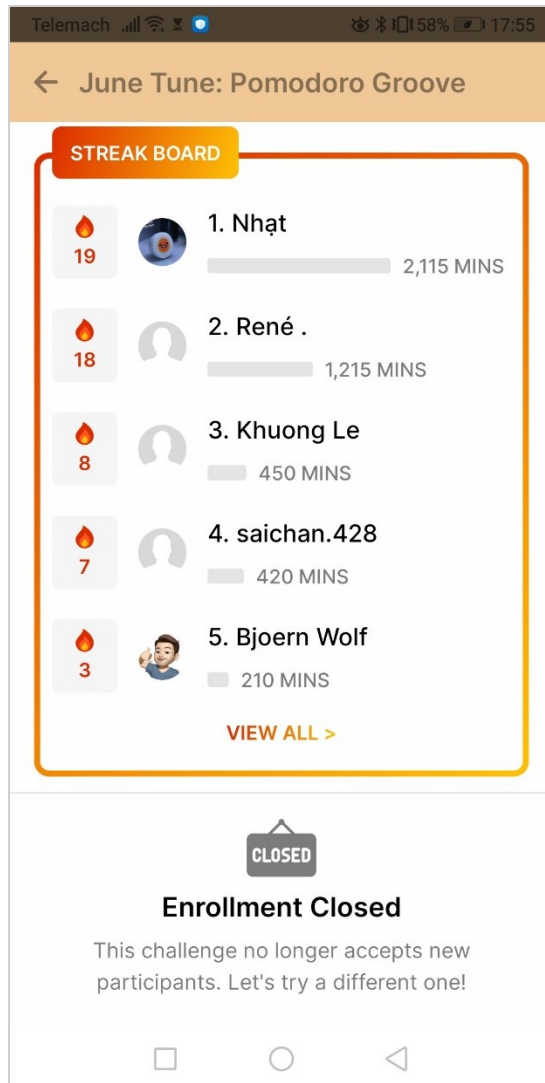 Telemach 58% 17:55
June Tune: Pomodoro Groove
STREAK BOARD
19
1. Nhạt
2,115 MINS
18
2. René .
1,215 MINS
8
3. Khuong Le
450 MINS
7
4. saichan.428
420 MINS
3
5. Bjoern Wolf
210 MINS
VIEW ALL >
CLOSED
Enrollment Closed
This challenge no longer accepts new
participants. Let's try a different one!